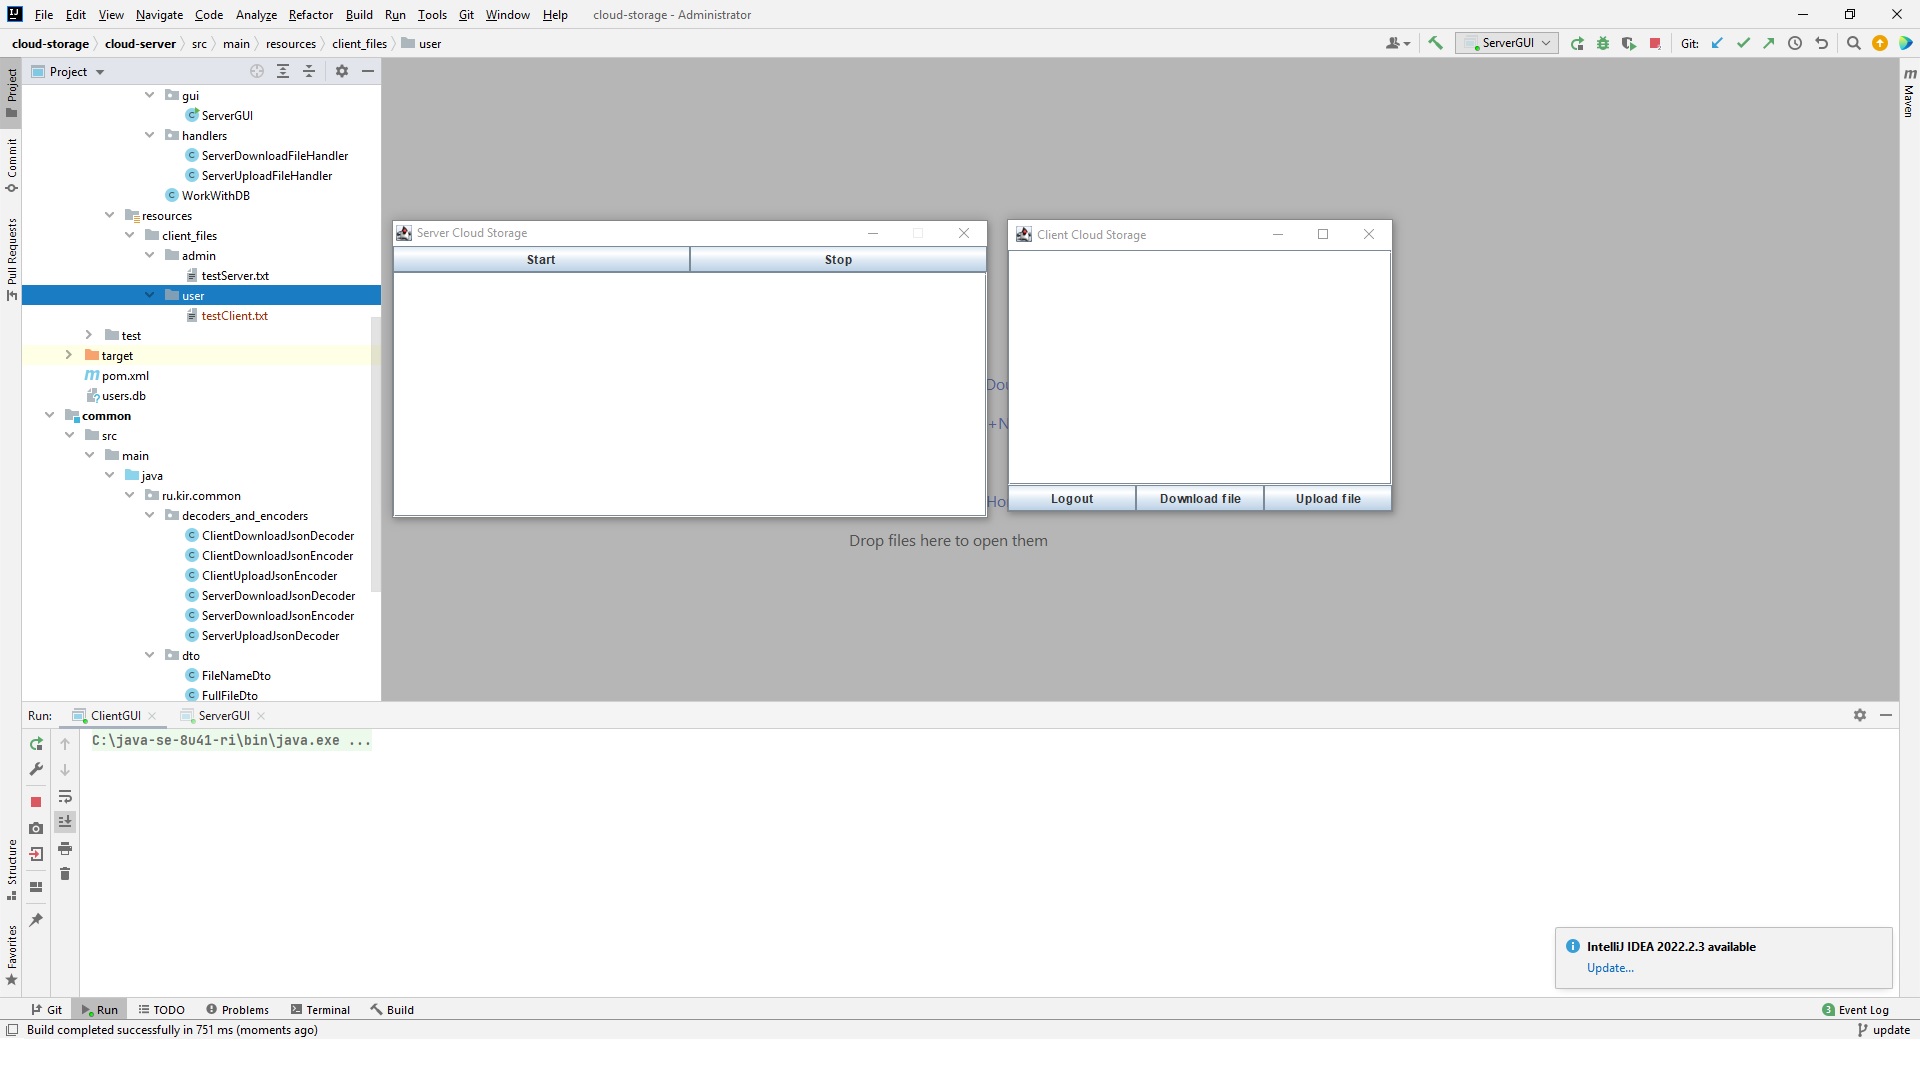 File Edit View Navigate Code Analyze Refactor Build Run Tools Git Window Help cloud-storage - Administrator
cloud-storage cloud-server src main resources client_files user
ServerGUI
Git:
Project
Project
Commit
Pull Requests
Structure
Favorites
Maven
gui
ServerGUI
handlers
ServerDownloadFileHandler
ServerUploadFileHandler
WorkWithDB
resources
client_files
admin
testServer.txt
user
testClient.txt
test
target
pom.xml
users.db
common
src
main
java
ru.kir.common
decoders_and_encoders
ClientDownloadJsonDecoder
ClientDownloadJsonEncoder
ClientUploadJsonEncoder
ServerDownloadJsonDecoder
ServerDownloadJsonEncoder
ServerUploadJsonDecoder
dto
FileNameDto
FullFileDto
Server Cloud Storage
Start Stop
Client Cloud Storage
Logout Download file Upload file
Drop files here to open them
Run: ClientGUI ServerGUI
C:\java-se-8u41-ri\bin\java.exe ...
IntelliJ IDEA 2022.2.3 available
Update...
Git Run TODO Problems Terminal Build
3 Event Log
Build completed successfully in 751 ms (moments ago)
update